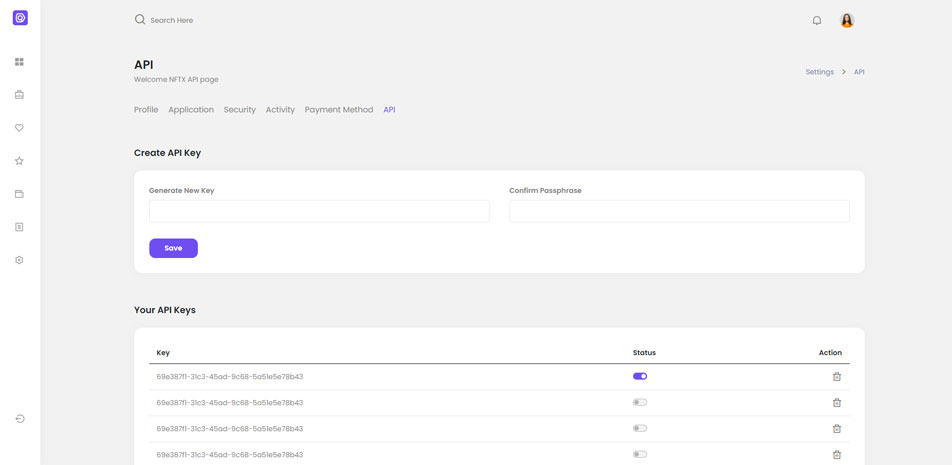 Search Here
API
Welcome NFTX API page
Settings > API
Profile Application Security Activity Payment Method API
Create API Key
Generate New Key Confirm Passphrase
Save
Your API Keys
Key Status Action
69e387f1-31c3-45ad-9c68-5a51e5e78b43
69e387f1-31c3-45ad-9c68-5a51e5e78b43
69e387f1-31c3-45ad-9c68-5a51e5e78b43
69e387f1-31c3-45ad-9c68-5a51e5e78b43